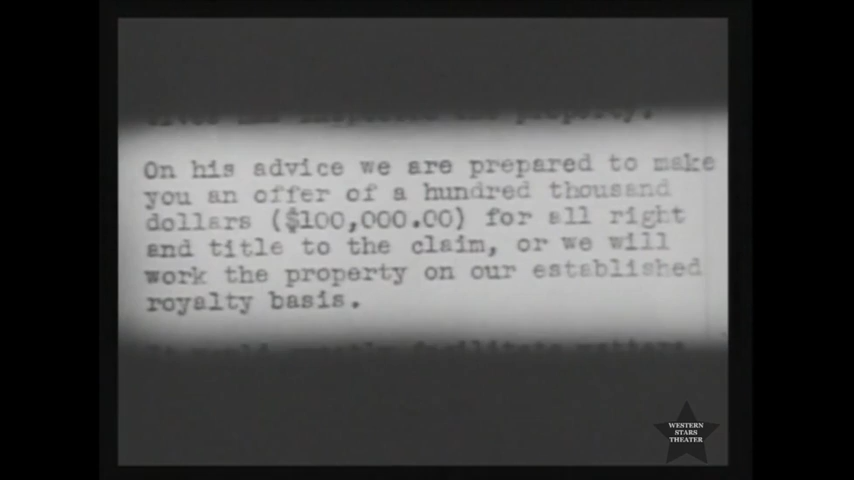 On his advice we are prepared to make
you an offer of a hundred thousand
dollars ($100,000.00) for all right
and title to the claim, or we will
work the property on our established
royalty basis.
WESTERN
STARS
THEATER